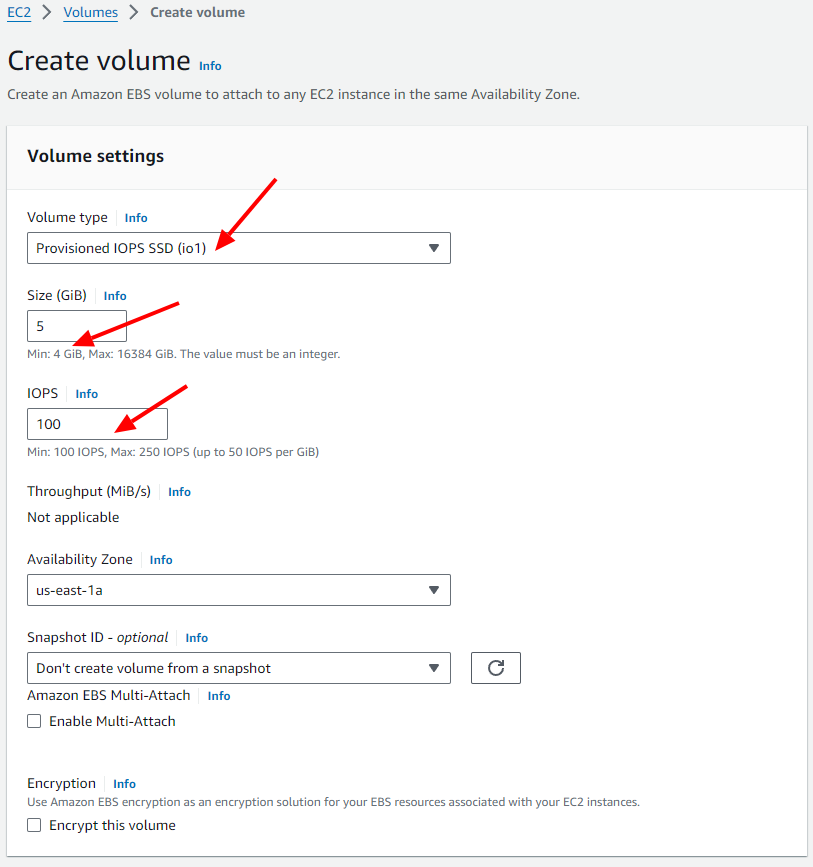 EC2 > Volumes > Create volume
Create volume Info
Create an Amazon EBS volume to attach to any EC2 instance in the same Availability Zone.
Volume settings
Volume type Info
Provisioned IOPS SSD (io1)
Size (GiB) Info
5
Min: 4 GiB, Max: 16384 GiB. The value must be an integer.
IOPS Info
100
Min: 100 IOPS, Max: 250 IOPS (up to 50 IOPS per GiB)
Throughput (MiB/s) Info
Not applicable
Availability Zone Info
us-east-1a
Snapshot ID - optional Info
Don't create volume from a snapshot
Amazon EBS Multi-Attach Info
Enable Multi-Attach
Encryption Info
Use Amazon EBS encryption as an encryption solution for your EBS resources associated with your EC2 instances.
Encrypt this volume